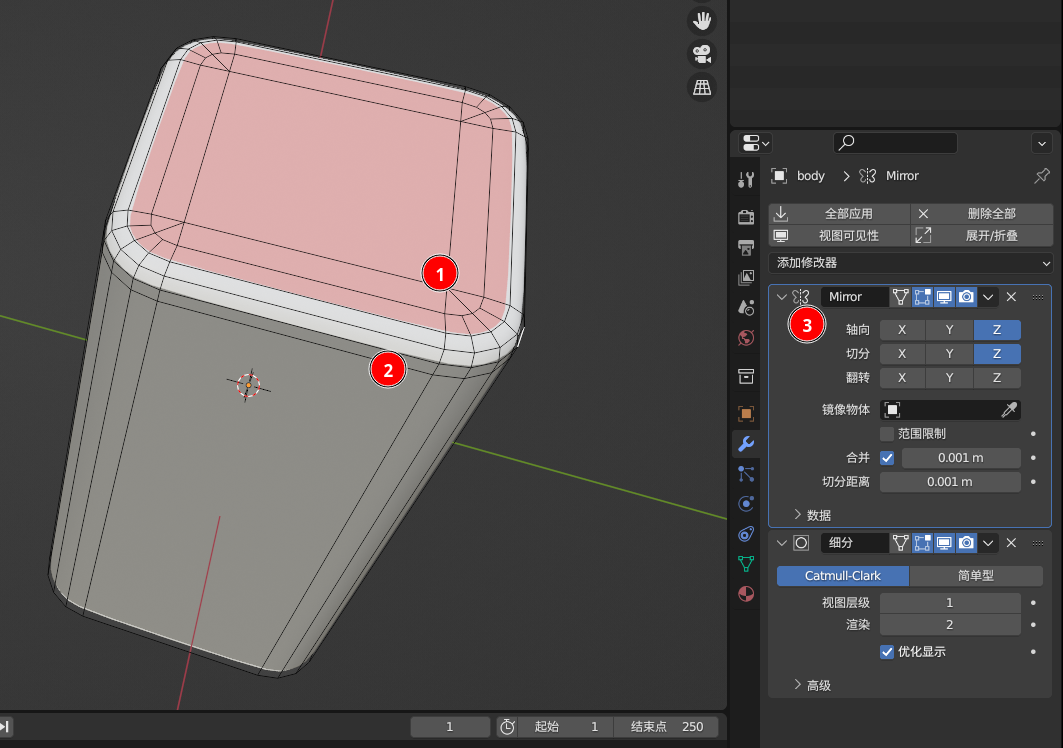 body > Mirror
全部应用 删除全部
视图可见性 展开/折叠
添加修改器
Mirror
轴向 X Y Z
切分 X Y Z
翻转 X Y Z
镜像物体
范围限制
合并 0.001 m
切分距离 0.001 m
数据
细分
Catmull-Clark 简单型
视图层级 1
渲染 2
优化显示
高级
1
2
3
1 起始 1 结束点 250